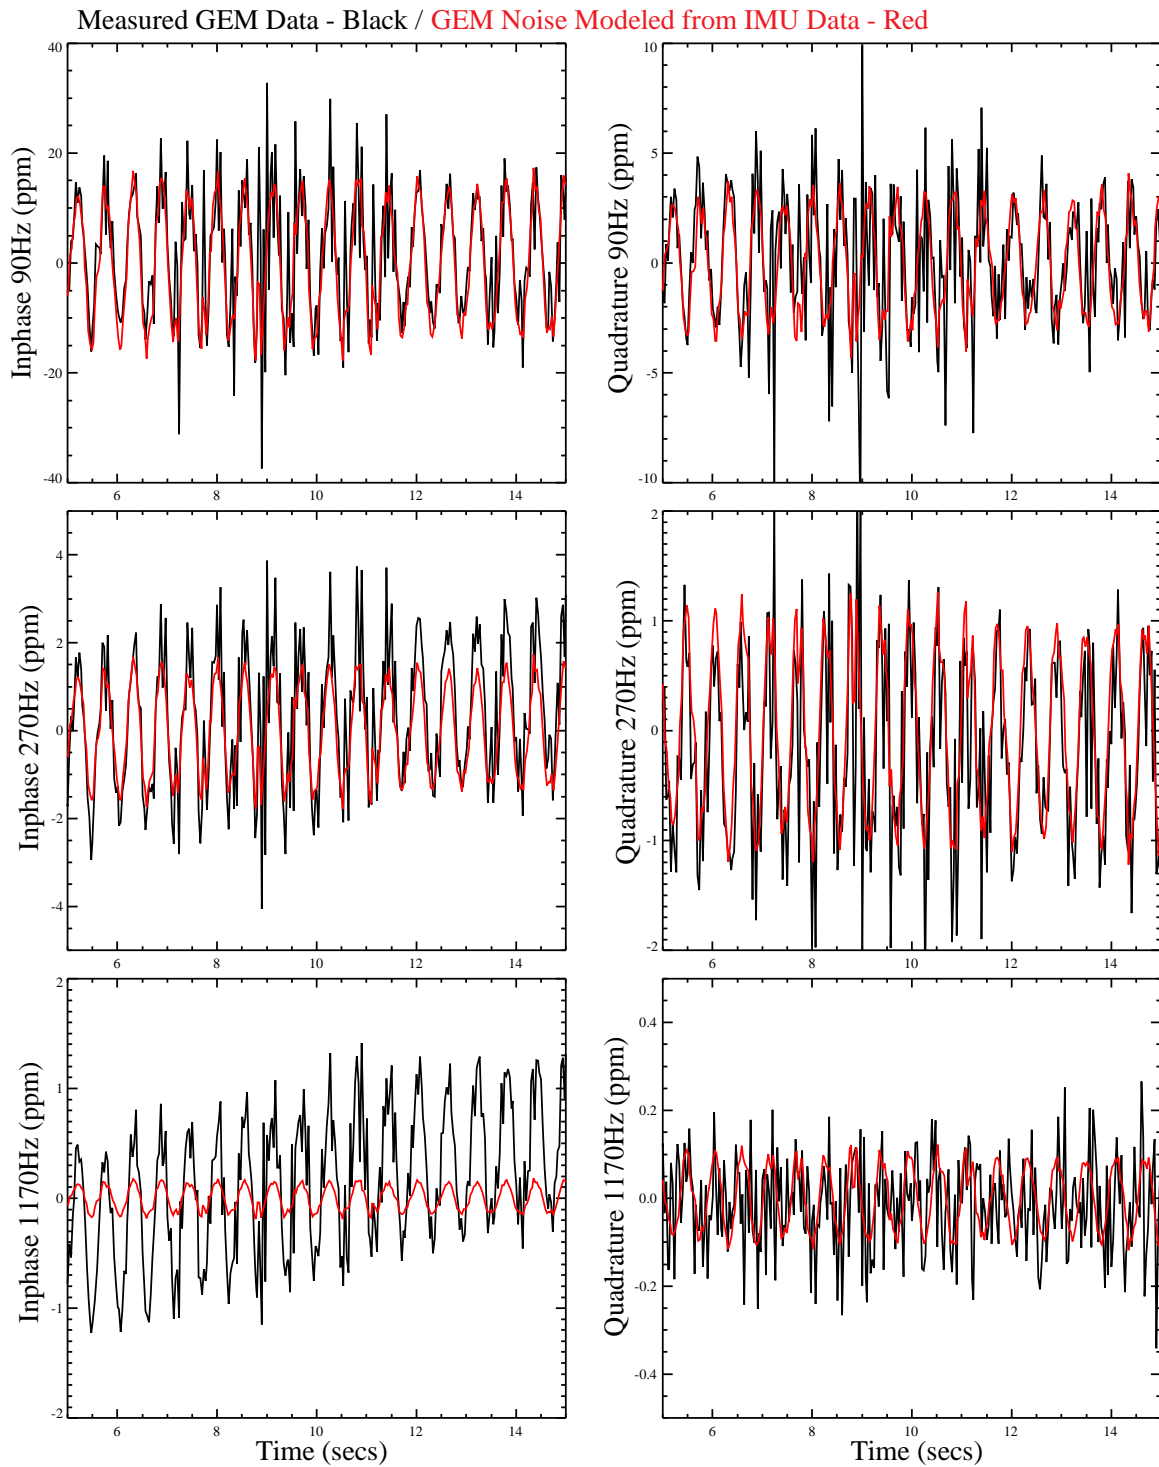 Measured GEM Data - Black / GEM Noise Modeled from IMU Data - Red
Inphase 90Hz (ppm)
40
20
0
-20
-40
6 8 10 12 14
Quadrature 90Hz (ppm)
10
5
0
-5
-10
6 8 10 12 14
Inphase 270Hz (ppm)
4
2
0
-2
-4
6 8 10 12 14
Quadrature 270Hz (ppm)
2
1
0
-1
-2
6 8 10 12 14
Inphase 1170Hz (ppm)
2
1
0
-1
-2
6 8 10 12 14
Time (secs)
Quadrature 1170Hz (ppm)
0.4
0.2
0.0
-0.2
-0.4
6 8 10 12 14
Time (secs)